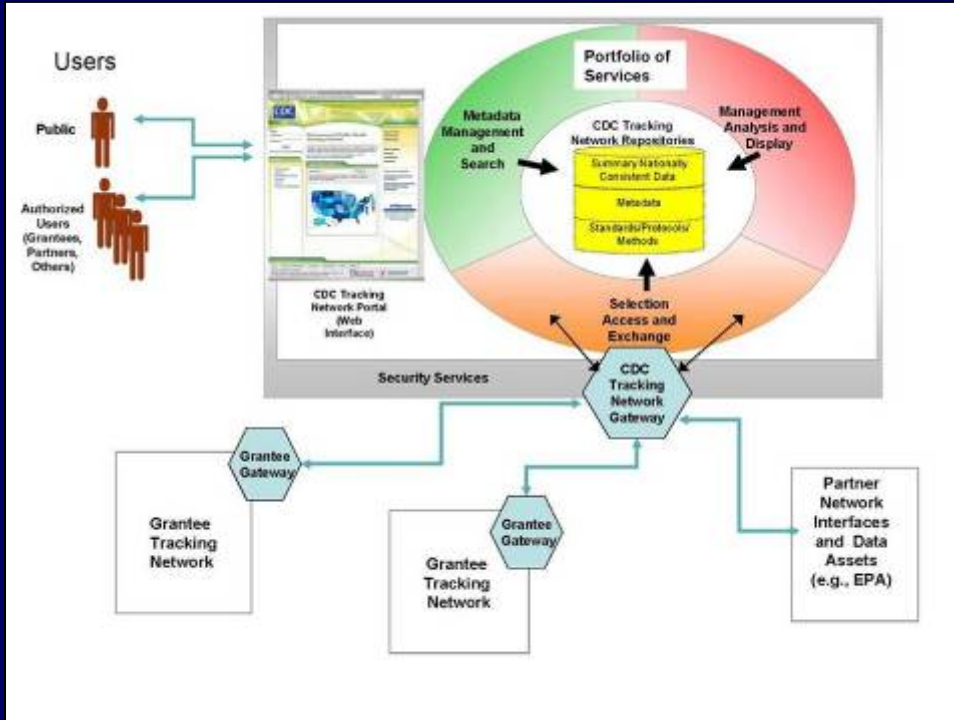 Users
Public
Authorized
Users
(Grantees,
Partners,
Others)
CDC
CDC Tracking
Network Portal
(Web
Interface)
Portfolio of
Services
Metadata
Management
and
Search
Management
Analysis and
Display
CDC Tracking
Network Repositories
Summary Nationally
Consistent Data
Metadata
Standards/Protocols/
Methods
Selection
Access and
Exchange
Security Services
CDC
Tracking
Network
Gateway
Grantee
Gateway
Grantee
Tracking
Network
Grantee
Gateway
Grantee
Tracking
Network
Partner
Network
Interfaces
and Data
Assets
(e.g., EPA)